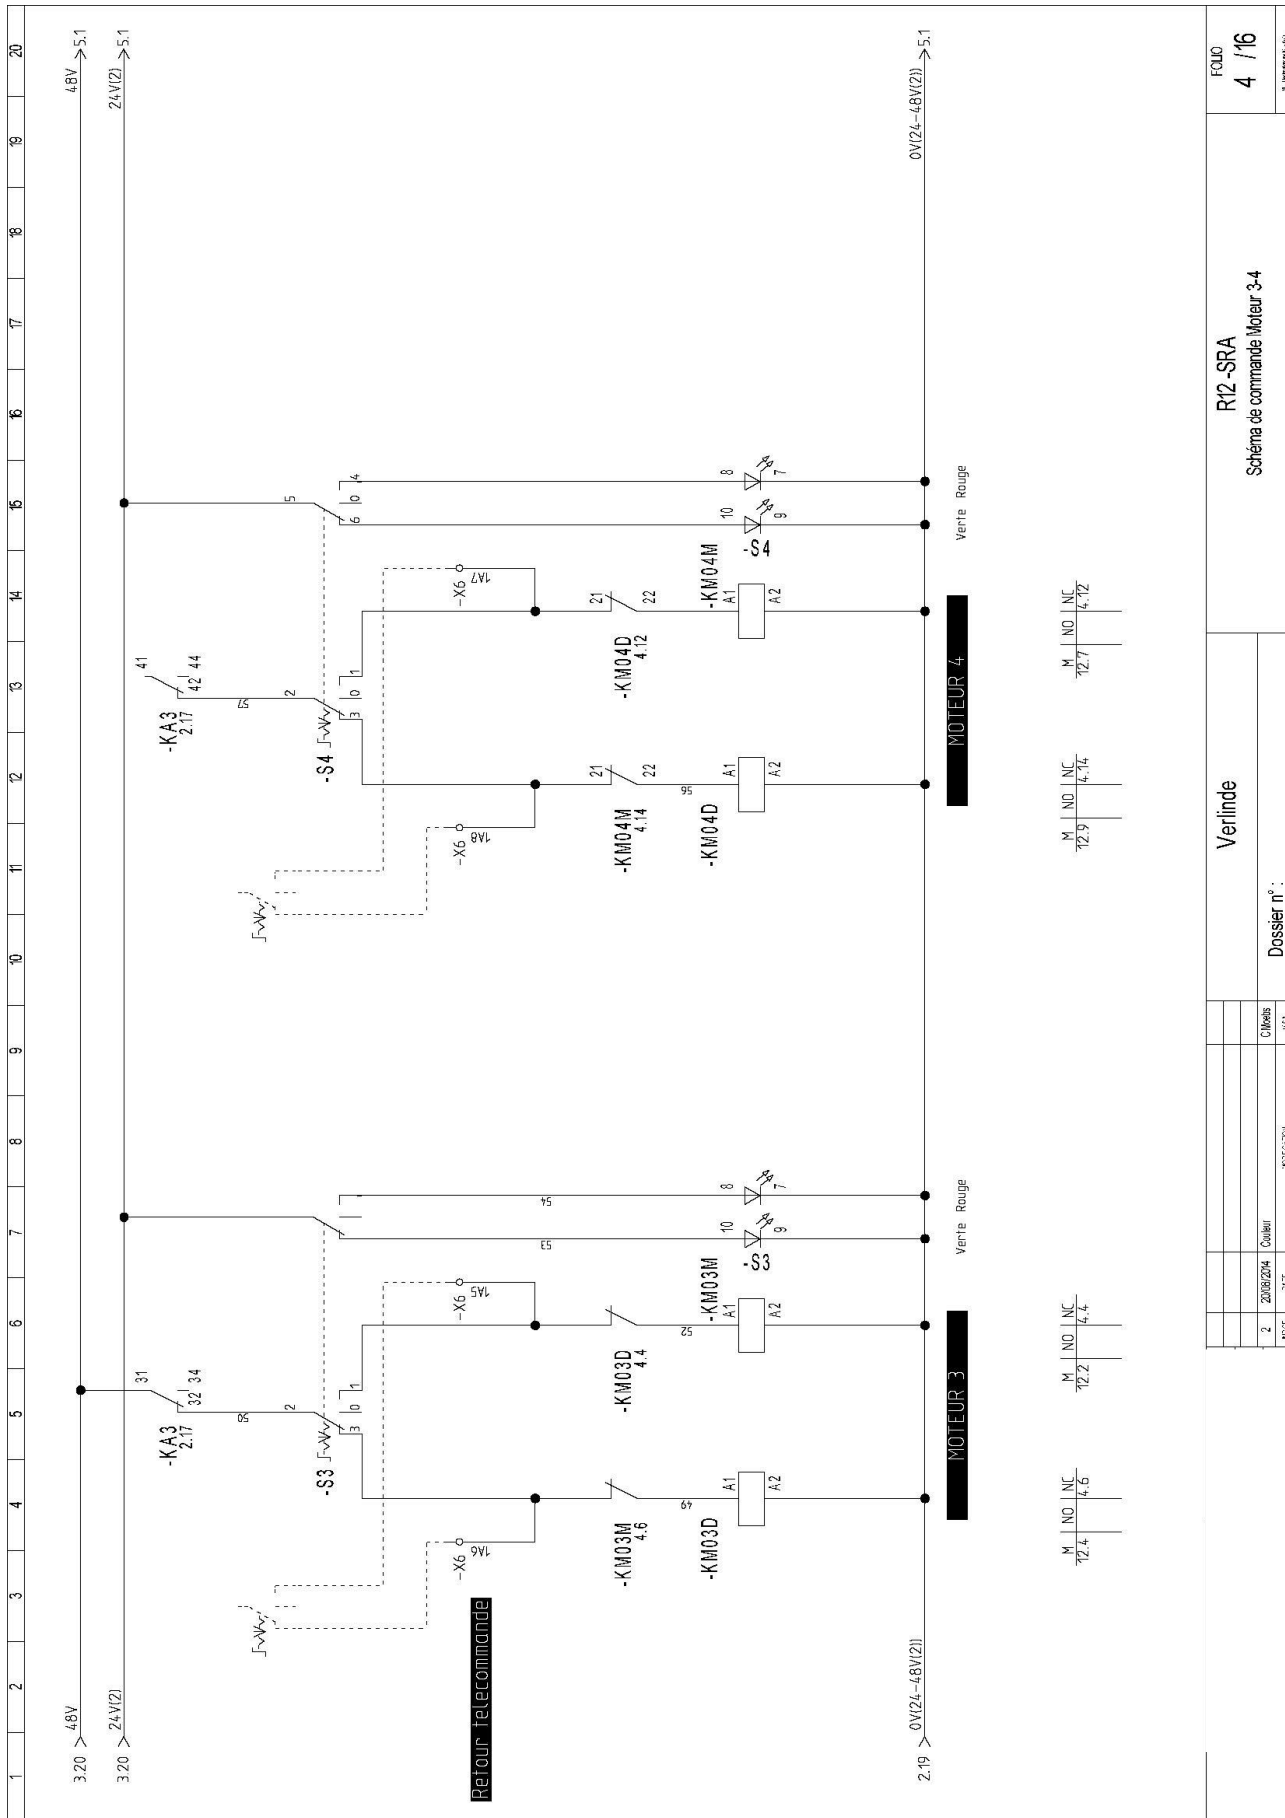 1 2 3 4 5 6 7 8 9 10 11 12 13 14 15 16 17 18 19 20
3.20 48V 48V 5.1
3.20 24V(2) 24V(2) 5.1
-KA3
2.17
31
32 34
50
-KA3
2.17
41
42 44
57
-S3
2
3 0 1
-S4
2
3 0 1
5
6 0 4
Retour telecommande
-X6
1A6
-X6
1A5
-X6
1A8
-X6
1A7
53
54
-KM03M
4.6
49
-KM03D
4.4
52
-KM04M
4.14
21
22
56
-KM04D
4.12
21
22
-KM03D
A1
A2
-KM03M
A1
A2
-S3
10
9
8
7
-KM04D
A1
A2
-KM04M
A1
A2
-S4
10
9
8
7
2.19 0V(24-48V(2)) 0V(24-48V(2)) 5.1
MOTEUR 3
Verte Rouge
MOTEUR 4
Verte Rouge
M NO NC
12.4 4.6
M NO NC
12.2 4.4
M NO NC
12.9 4.14
M NO NC
12.7 4.12
2 20/08/2014 Couleur C.Moebs
Verlinde
Dossier n° :
R12 -SRA
Schéma de commande Moteur 3-4
FOLIO
4 /16